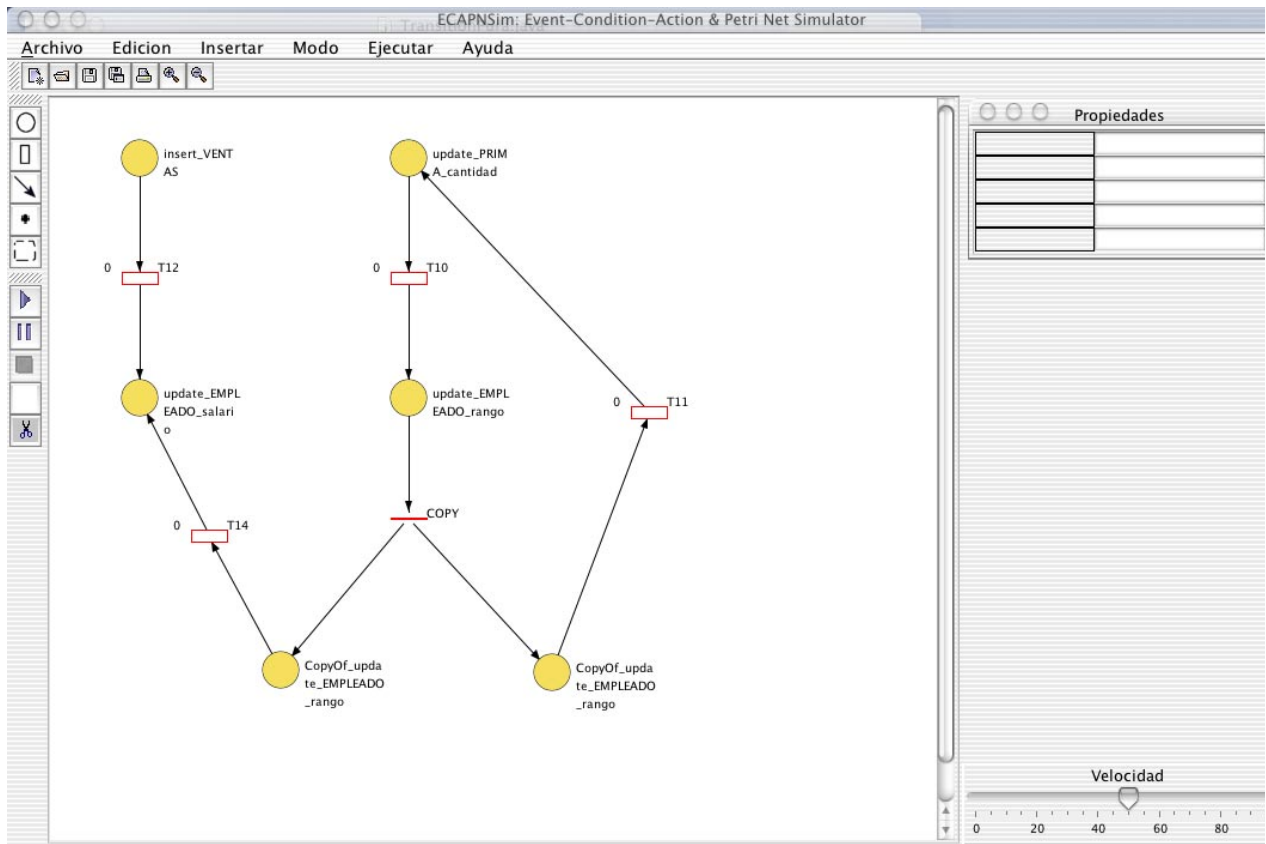 ECAPNSim: Event-Condition-Action & Petri Net Simulator
Archivo Edicion Insertar Modo Ejecutar Ayuda
Propiedades
insert_VENT
AS
update_PRIM
A_cantidad
0 T12
0 T10
update_EMPL
EADO_salari
o
update_EMPL
EADO_rango
0 T11
COPY
0 T14
CopyOf_upda
te_EMPLEADO
_rango
CopyOf_upda
te_EMPLEADO
_rango
Velocidad
0 20 40 60 80